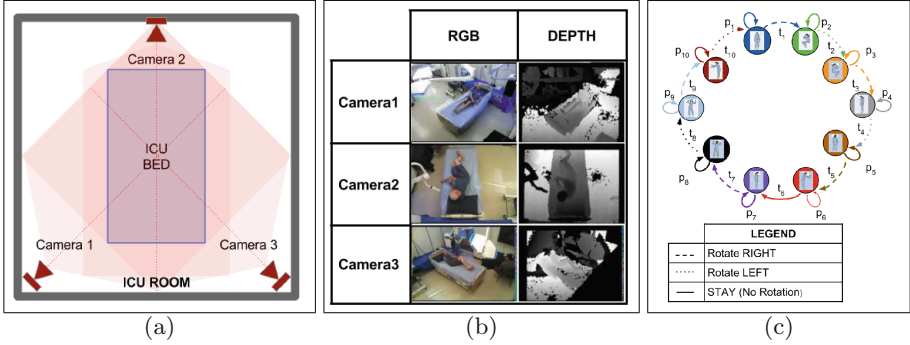 Camera 2
ICU
BED
Camera 1
Camera 3
ICU ROOM
(a)
RGB
DEPTH
Camera1
Camera2
Camera3
(b)
p1
p2
p10
t1
t10
t2
p3
t3
p9
t9
p4
t4
t8
p5
p8
t7
t5
t6
p7
p6
LEGEND
Rotate RIGHT
Rotate LEFT
STAY (No Rotation)
(c)